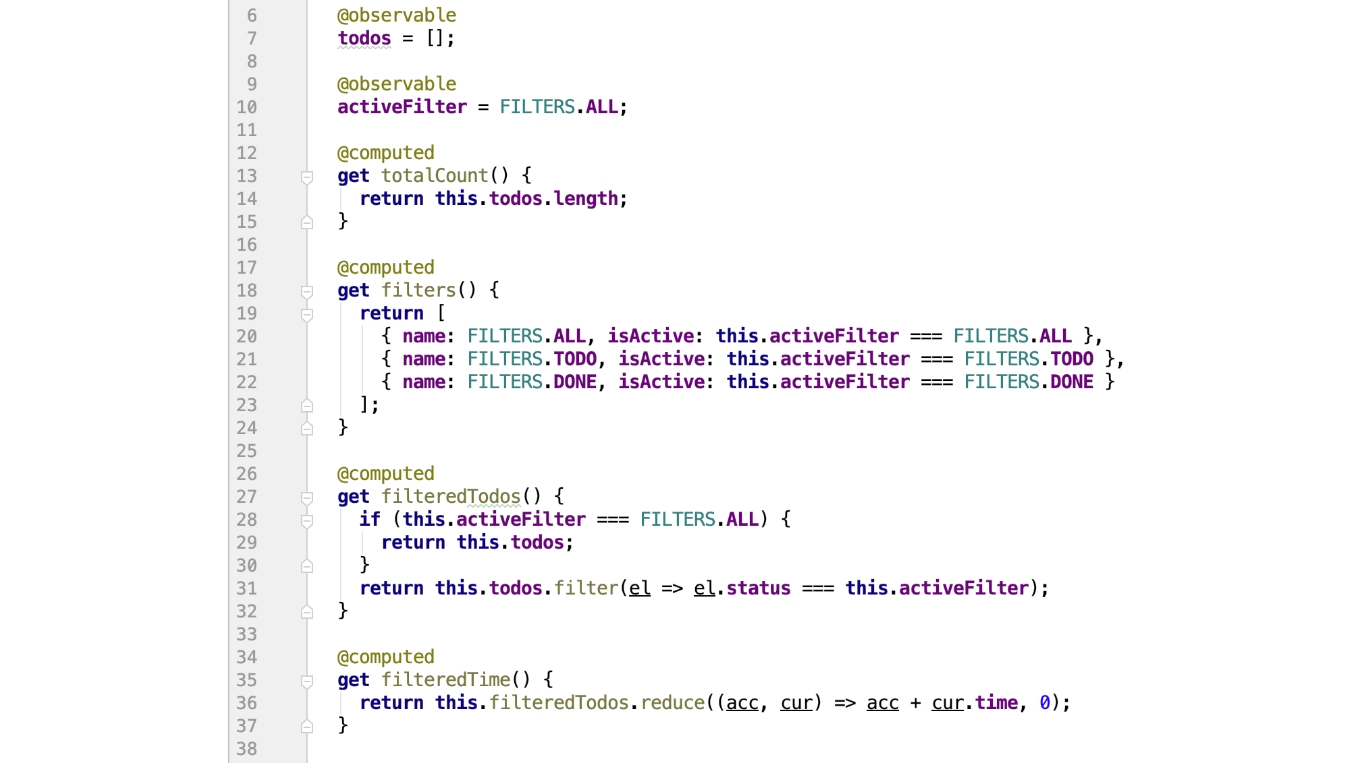 6 @observable
7 todos = [];
8
9 @observable
10 activeFilter = FILTERS.ALL;
11
12 @computed
13 get totalCount() {
14 return this.todos.length;
15 }
16
17 @computed
18 get filters() {
19 return [
20 { name: FILTERS.ALL, isActive: this.activeFilter === FILTERS.ALL },
21 { name: FILTERS.TODO, isActive: this.activeFilter === FILTERS.TODO },
22 { name: FILTERS.DONE, isActive: this.activeFilter === FILTERS.DONE }
23 ];
24 }
25
26 @computed
27 get filteredTodos() {
28 if (this.activeFilter === FILTERS.ALL) {
29 return this.todos;
30 }
31 return this.todos.filter(el => el.status === this.activeFilter);
32 }
33
34 @computed
35 get filteredTime() {
36 return this.filteredTodos.reduce((acc, cur) => acc + cur.time, 0);
37 }
38